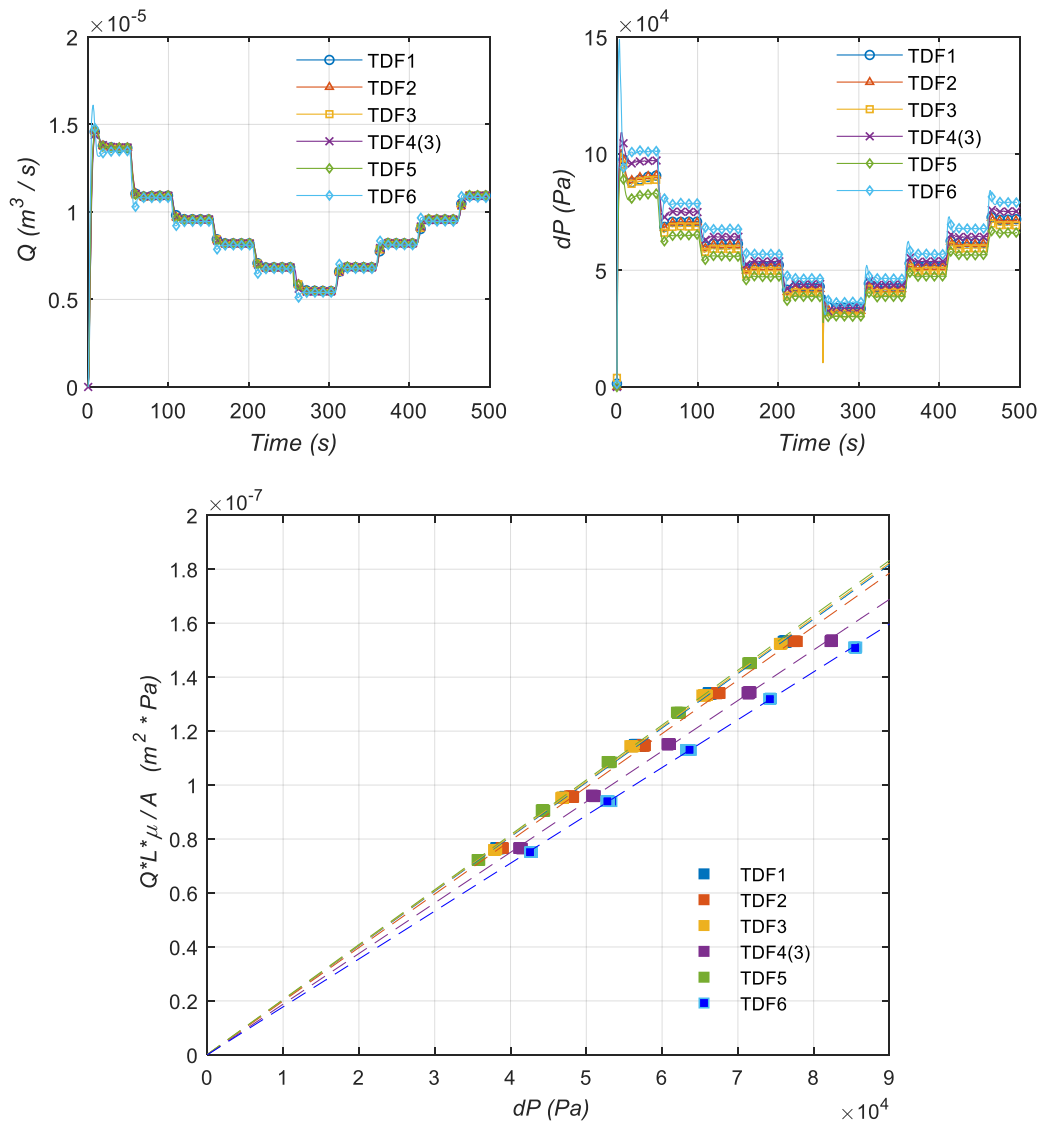 ×10⁻⁵
2
1.5
1
0.5
0
Q (m³ / s)
TDF1
TDF2
TDF3
TDF4(3)
TDF5
TDF6
0 100 200 300 400 500
Time (s)
×10⁴
15
10
5
0
dP (Pa)
TDF1
TDF2
TDF3
TDF4(3)
TDF5
TDF6
0 100 200 300 400 500
Time (s)
×10⁻⁷
2
1.8
1.6
1.4
1.2
1
0.8
0.6
0.4
0.2
0
Q*L*μ / A (m² * Pa)
TDF1
TDF2
TDF3
TDF4(3)
TDF5
TDF6
0 1 2 3 4 5 6 7 8 9
dP (Pa)
×10⁴